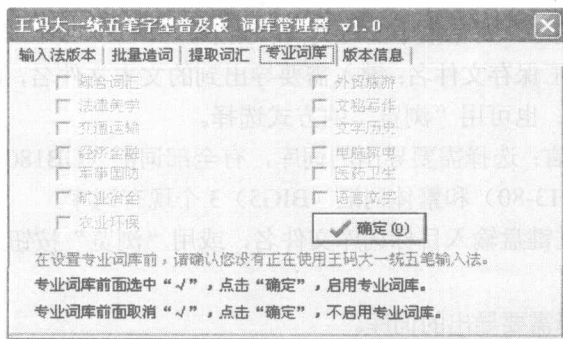 王码大一统五笔字型普及版 词库管理器 v1.0
输入法版本 批量造词 提取词汇 专业词库 版本信息
综合词汇 外贸旅游
法律美学 文秘写作
交通运输 文学历史
经济金融 电脑家电
军事国防 医药卫生
矿业冶金 语言文字
农业环保 确定(O)
在设置专业词库前，请确认您没有正在使用王码大一统五笔输入法。
专业词库前面选中“√”，点击“确定”，启用专业词库。
专业词库前面取消“√”，点击“确定”，不启用专业词库。